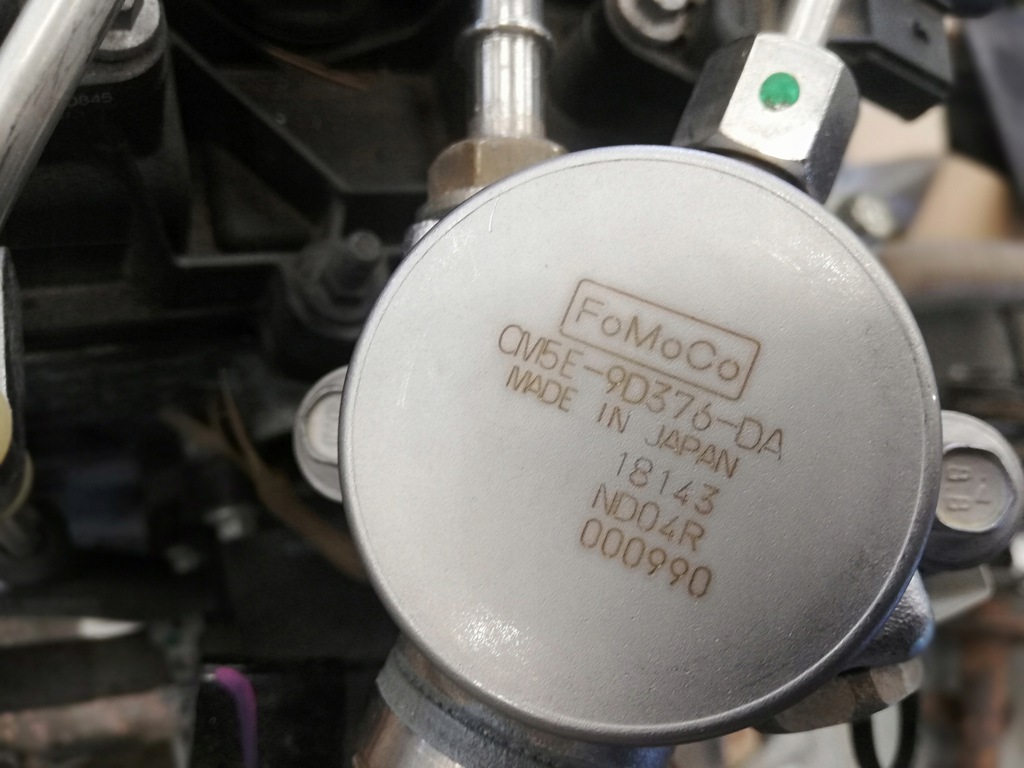 FoMoCo
CM5E-9D376-DA
MADE IN JAPAN
18143
ND04R
000990